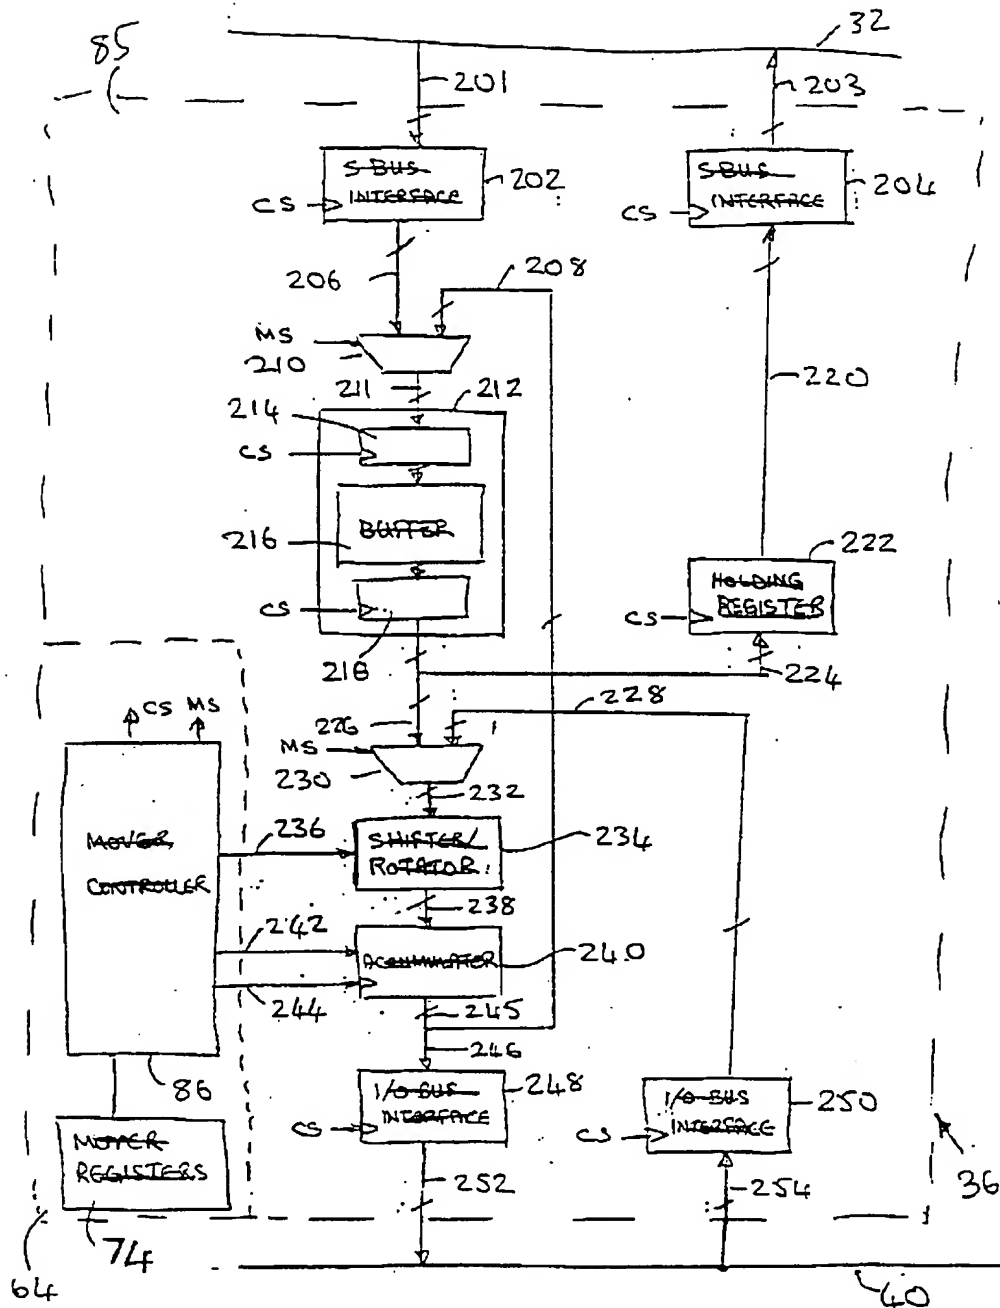 85
32
201
203
S-BUS
INTERFACE
202
CS
S-BUS
INTERFACE
204
CS
206
208
MS
210
211
212
214
CS
BUFFER
216
CS
218
220
222
HOLDING
REGISTER
CS
224
226
228
MS
230
232
CS MS
MOVER
CONTROLLER
236
SHIFTER/
ROTATOR
234
238
242
ACCUMULATOR
240
244
245
246
86
I/O BUS
INTERFACE
248
CS
I/O BUS
INTERFACE
250
CS
MOVER
REGISTERS
252
254
36
64
74
40